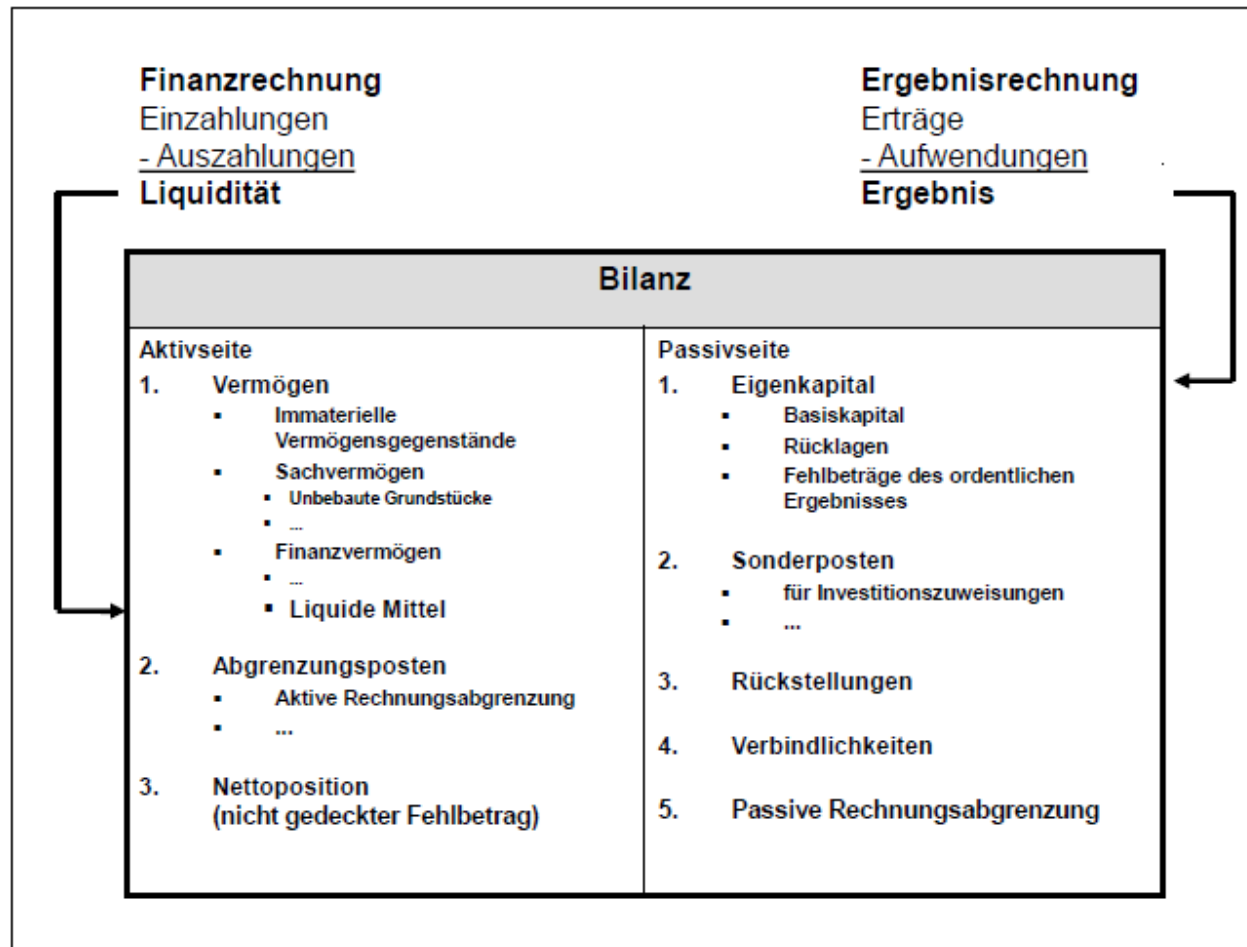 Finanzrechnung
Einzahlungen
- Auszahlungen
Liquidität
Ergebnisrechnung
Erträge
- Aufwendungen
Ergebnis
Bilanz
Aktivseite
1. Vermögen
▪ Immaterielle
Vermögensgegenstände
▪ Sachvermögen
▪ Unbebaute Grundstücke
▪ ...
▪ Finanzvermögen
▪ ...
▪ Liquide Mittel
2. Abgrenzungsposten
▪ Aktive Rechnungsabgrenzung
▪ ...
3. Nettoposition
(nicht gedeckter Fehlbetrag)
Passivseite
1. Eigenkapital
▪ Basiskapital
▪ Rücklagen
▪ Fehlbeträge des ordentlichen
Ergebnisses
2. Sonderposten
▪ für Investitionszuweisungen
▪ ...
3. Rückstellungen
4. Verbindlichkeiten
5. Passive Rechnungsabgrenzung